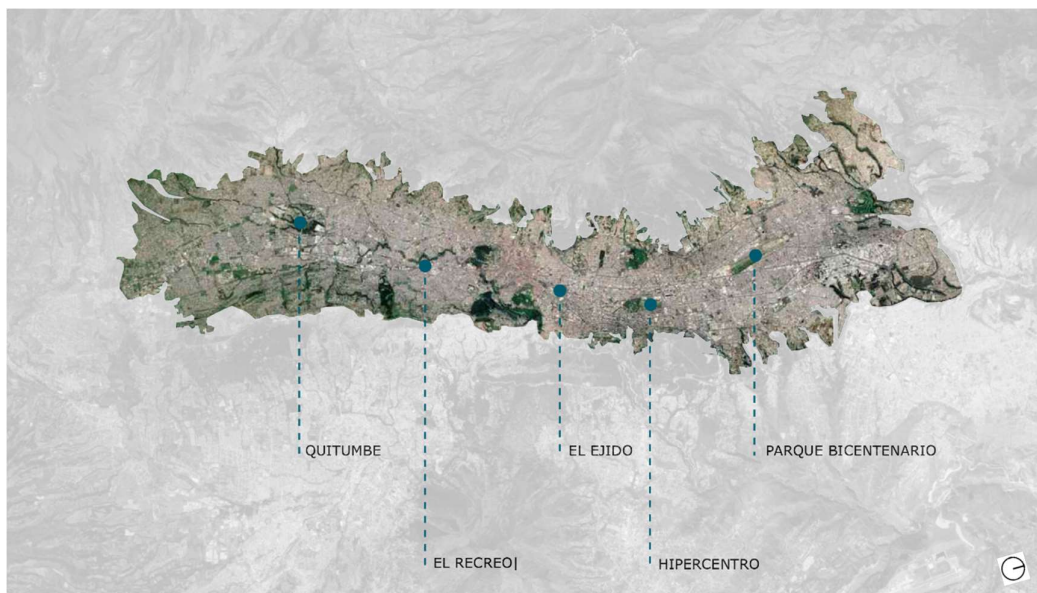 QUITUMBE
EL EJIDO
PARQUE BICENTENARIO
EL RECREO|
HIPERCENTRO